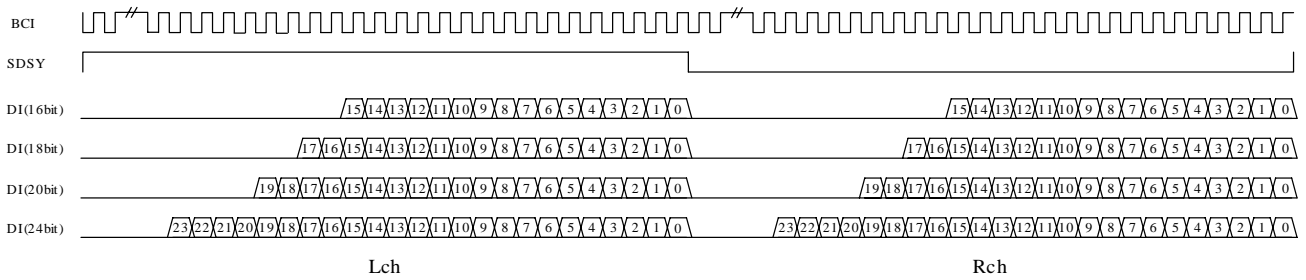 BCI
SDSY
DI(16bit) 15 14 13 12 11 10 9 8 7 6 5 4 3 2 1 0 15 14 13 12 11 10 9 8 7 6 5 4 3 2 1 0
DI(18bit) 17 16 15 14 13 12 11 10 9 8 7 6 5 4 3 2 1 0 17 16 15 14 13 12 11 10 9 8 7 6 5 4 3 2 1 0
DI(20bit) 19 18 17 16 15 14 13 12 11 10 9 8 7 6 5 4 3 2 1 0 19 18 17 16 15 14 13 12 11 10 9 8 7 6 5 4 3 2 1 0
DI(24bit) 23 22 21 20 19 18 17 16 15 14 13 12 11 10 9 8 7 6 5 4 3 2 1 0 23 22 21 20 19 18 17 16 15 14 13 12 11 10 9 8 7 6 5 4 3 2 1 0
Lch Rch